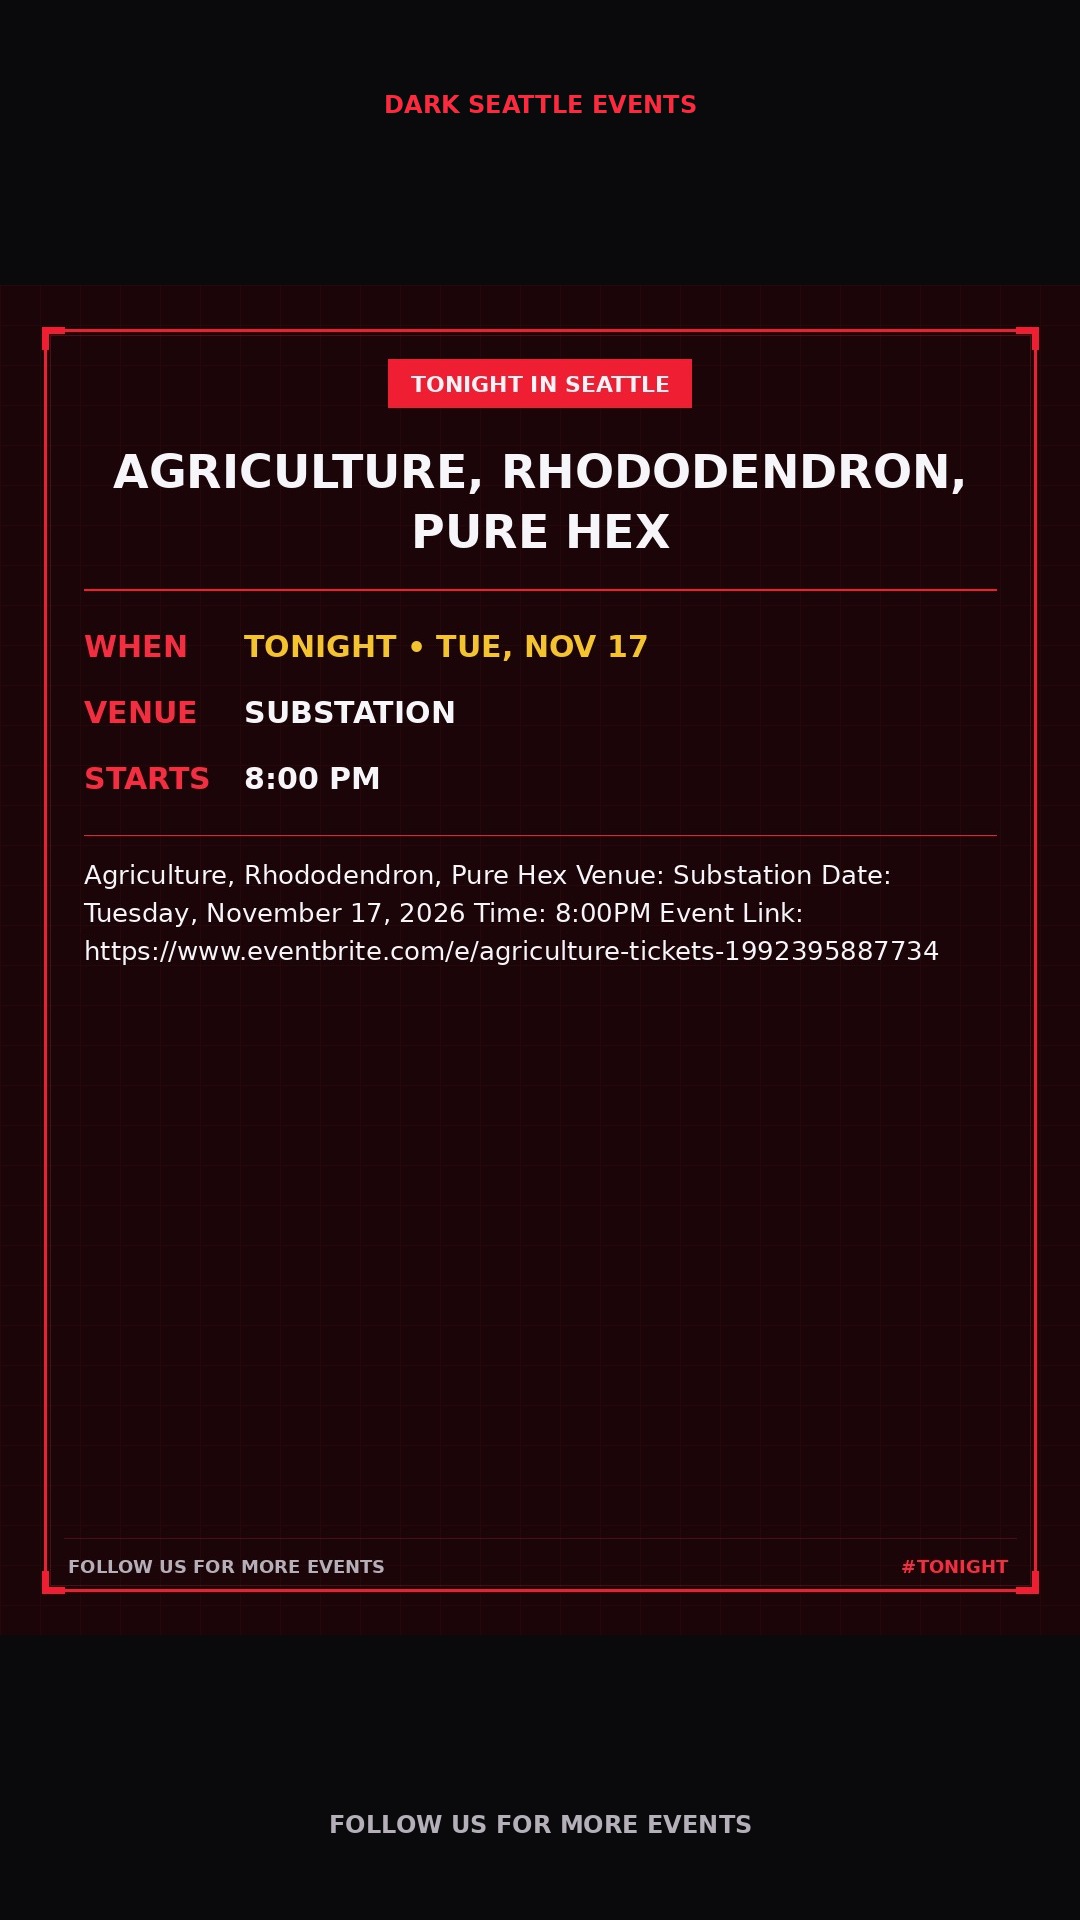 DARK SEATTLE EVENTS
TONIGHT IN SEATTLE
AGRICULTURE, RHODODENDRON,
PURE HEX
WHEN TONIGHT • TUE, NOV 17
VENUE SUBSTATION
STARTS 8:00 PM
Agriculture, Rhododendron, Pure Hex Venue: Substation Date:
Tuesday, November 17, 2026 Time: 8:00PM Event Link:
https://www.eventbrite.com/e/agriculture-tickets-1992395887734
FOLLOW US FOR MORE EVENTS #TONIGHT
FOLLOW US FOR MORE EVENTS